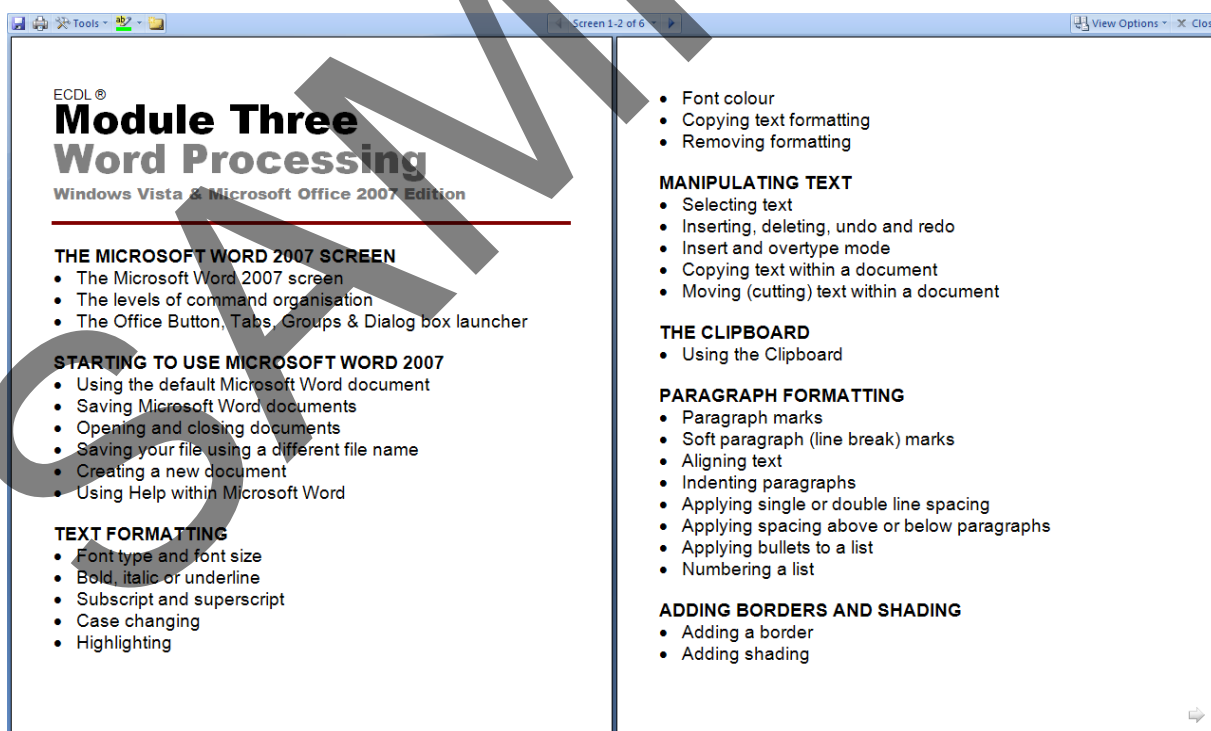 Tools
Screen 1-2 of 6
View Options
Clos
ECDL ®
Module Three
Word Processing
Windows Vista & Microsoft Office 2007 Edition
THE MICROSOFT WORD 2007 SCREEN
• The Microsoft Word 2007 screen
• The levels of command organisation
• The Office Button, Tabs, Groups & Dialog box launcher
STARTING TO USE MICROSOFT WORD 2007
• Using the default Microsoft Word document
• Saving Microsoft Word documents
• Opening and closing documents
• Saving your file using a different file name
• Creating a new document
• Using Help within Microsoft Word
TEXT FORMATTING
• Font type and font size
• Bold, italic or underline
• Subscript and superscript
• Case changing
• Highlighting
• Font colour
• Copying text formatting
• Removing formatting
MANIPULATING TEXT
• Selecting text
• Inserting, deleting, undo and redo
• Insert and overtype mode
• Copying text within a document
• Moving (cutting) text within a document
THE CLIPBOARD
• Using the Clipboard
PARAGRAPH FORMATTING
• Paragraph marks
• Soft paragraph (line break) marks
• Aligning text
• Indenting paragraphs
• Applying single or double line spacing
• Applying spacing above or below paragraphs
• Applying bullets to a list
• Numbering a list
ADDING BORDERS AND SHADING
• Adding a border
• Adding shading
SAM